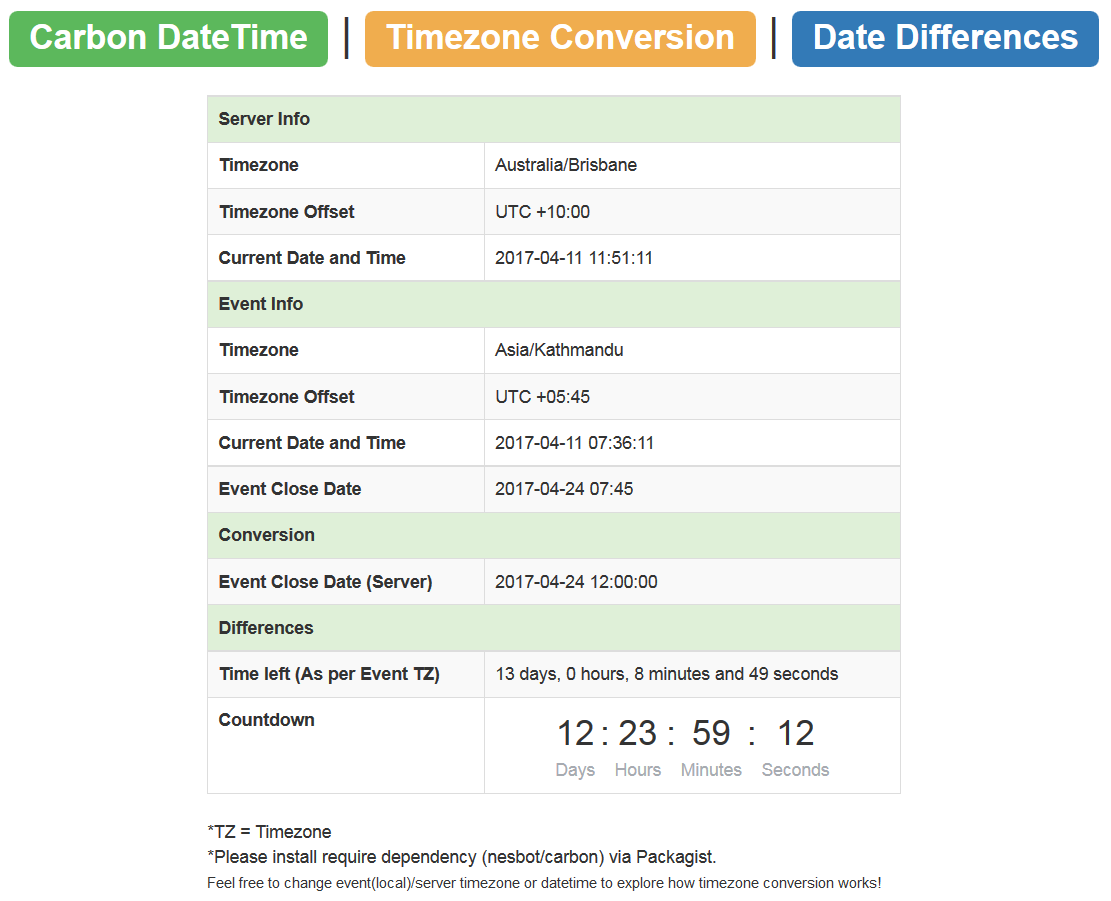 Carbon DateTime | Timezone Conversion | Date Differences
Server Info
Timezone Australia/Brisbane
Timezone Offset UTC +10:00
Current Date and Time 2017-04-11 11:51:11
Event Info
Timezone Asia/Kathmandu
Timezone Offset UTC +05:45
Current Date and Time 2017-04-11 07:36:11
Event Close Date 2017-04-24 07:45
Conversion
Event Close Date (Server) 2017-04-24 12:00:00
Differences
Time left (As per Event TZ) 13 days, 0 hours, 8 minutes and 49 seconds
Countdown 12 : 23 : 59 : 12
Days Hours Minutes Seconds
*TZ = Timezone
*Please install require dependency (nesbot/carbon) via Packagist.
Feel free to change event(local)/server timezone or datetime to explore how timezone conversion works!